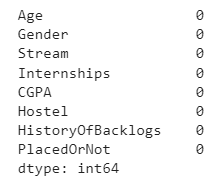 Age 0
Gender 0
Stream 0
Internships 0
CGPA 0
Hostel 0
HistoryOfBacklogs 0
PlacedOrNot 0
dtype: int64